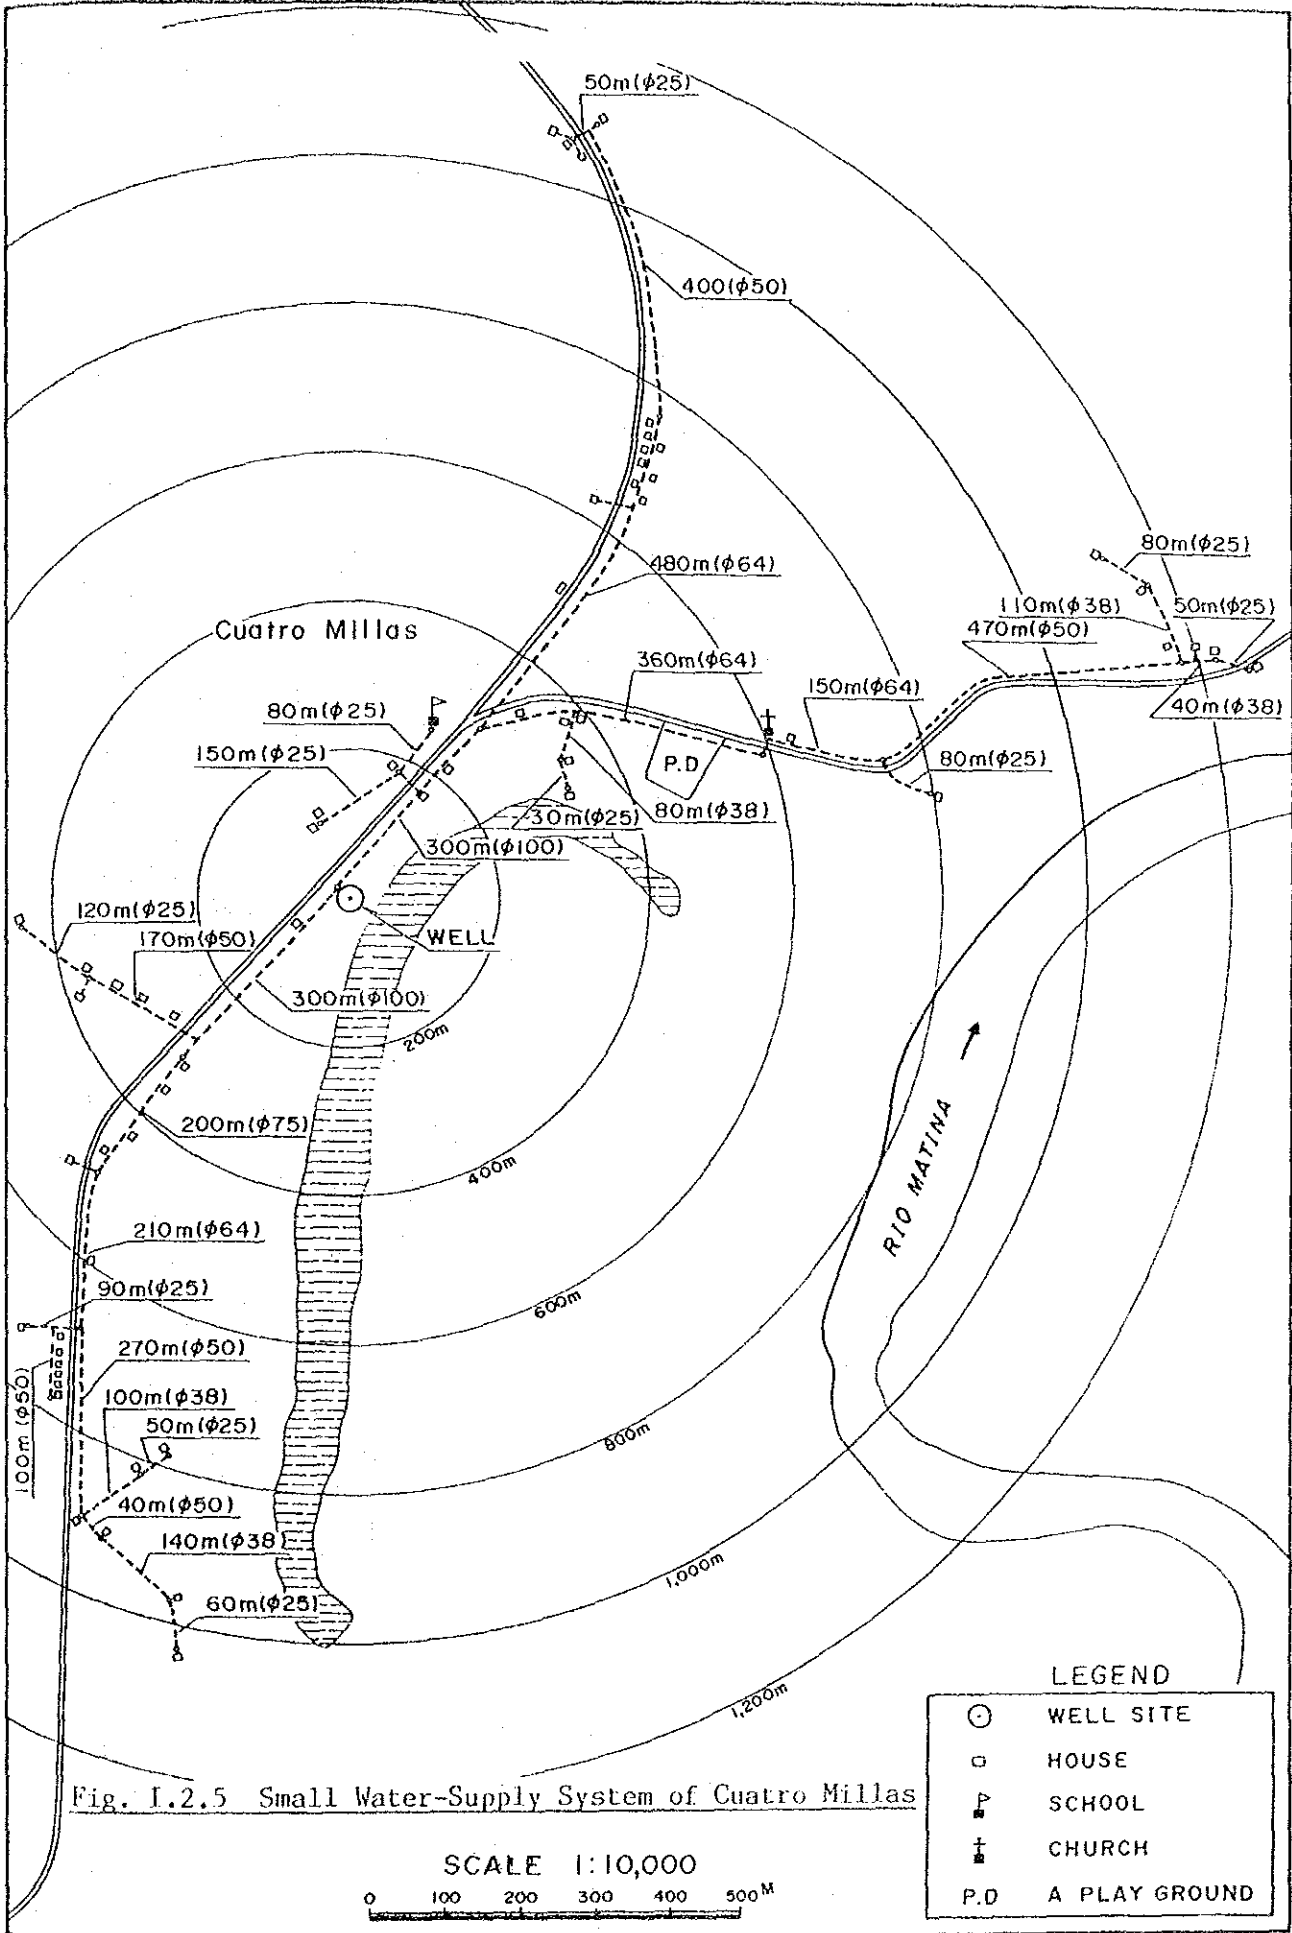 50m(φ25)
400(φ50)
480m(φ64)
80m(φ25)
110m(φ38)
50m(φ25)
470m(φ50)
Cuatro Millas
360m(φ64)
150m(φ64)
40m(φ38)
80m(φ25)
150m(φ25)
P.D
80m(φ25)
30m(φ25)
80m(φ38)
300m(φ100)
120m(φ25)
170m(φ50)
WELL
300m(φ100)
200m
200m(φ75)
400m
RIO MATINA
210m(φ64)
90m(φ25)
600m
270m(φ50)
100m(φ50)
100m(φ38)
50m(φ25)
800m
40m(φ50)
140m(φ38)
1,000m
60m(φ25)
1,200m
LEGEND
WELL SITE
HOUSE
SCHOOL
CHURCH
P.D A PLAY GROUND
Fig. I.2.5 Small Water-Supply System of Cuatro Millas
SCALE 1:10,000
0 100 200 300 400 500 M